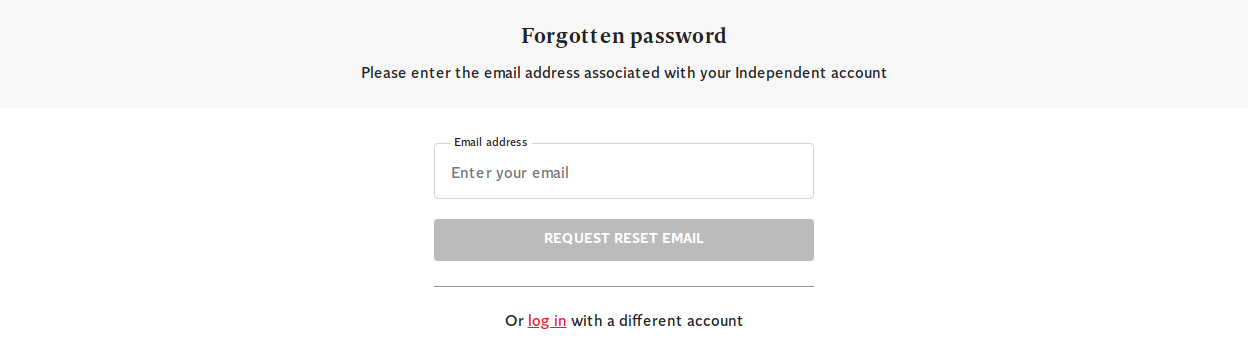 Forgotten password
Please enter the email address associated with your Independent account
Email address
Enter your email
REQUEST RESET EMAIL
Or log in with a different account